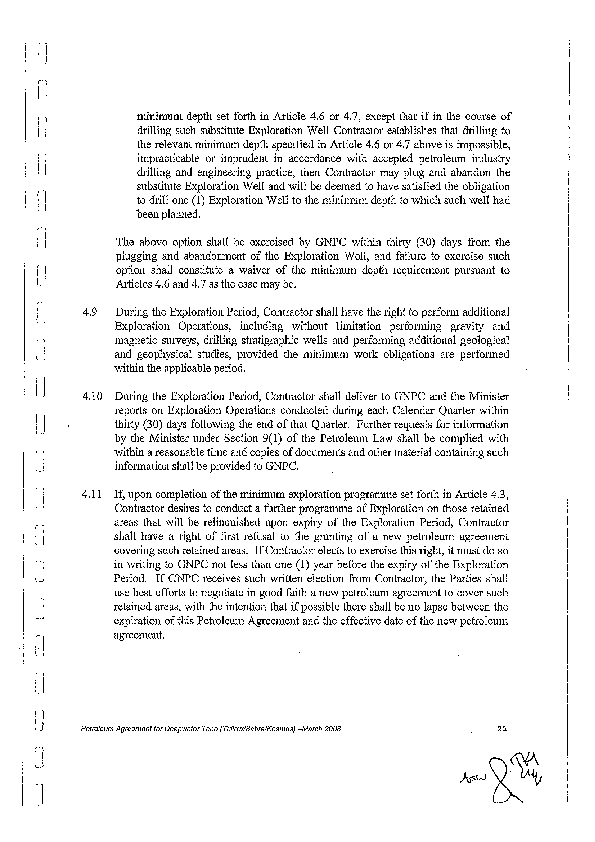 minimum depth set forth in Article 4.6 or 4.7, except that if in the course of
drilling such substitute Exploration Well Contractor establishes that drilling to
the relevant minimum depth specified in Article 4.6 or 4.7 above is impossible,
impracticable or imprudent in accordance with accepted petroleum industry
drilling and engineering practice, then Contractor may plug and abandon the
substitute Exploration Well and will be deemed to have satisfied the obligation
to drill one (1) Exploration Well to the minimum depth to which such well had
been planned.
The above option shall be exercised by GNPC within thirty (30) days from the
plugging and abandonment of the Exploration Well, and failure to exercise such
option shall constitute a waiver of the minimum depth requirement pursuant to
Articles 4.6 and 4.7 as the case may be.
4.9 During the Exploration Period, Contractor shall have the right to perform additional
Exploration Operations, including without limitation performing gravity and
magnetic surveys, drilling stratigraphic wells and performing additional geological
and geophysical studies, provided the minimum work obligations are performed
within the applicable period.
4.10 During the Exploration Period, Contractor shall deliver to GNPC and the Minister
reports on Exploration Operations conducted during each Calendar Quarter within
thirty (30) days following the end of that Quarter. Further requests for information
by the Minister under Section 9(1) of the Petroleum Law shall be complied with
within a reasonable time and copies of documents and other material containing such
information shall be provided to GNPC.
4.11 If, upon completion of the minimum exploration programme set forth in Article 4.3,
Contractor desires to conduct a further programme of Exploration on those retained
areas that will be relinquished upon expiry of the Exploration Period, Contractor
shall have a right of first refusal to the granting of a new petroleum agreement
covering such retained areas. If Contractor elects to exercise this right, it must do so
in writing to GNPC not less than one (1) year before the expiry of the Exploration
Period. If GNPC receives such written election from Contractor, the Parties shall
use best efforts to negotiate in good faith a new petroleum agreement to cover such
retained areas, with the intention that if possible there shall be no lapse between the
expiration of this Petroleum Agreement and the effective date of the new petroleum
agreement.
Petroleum Agreement for Deepwater Tano (Tullow/Sabre/Kosmos) –March 2006